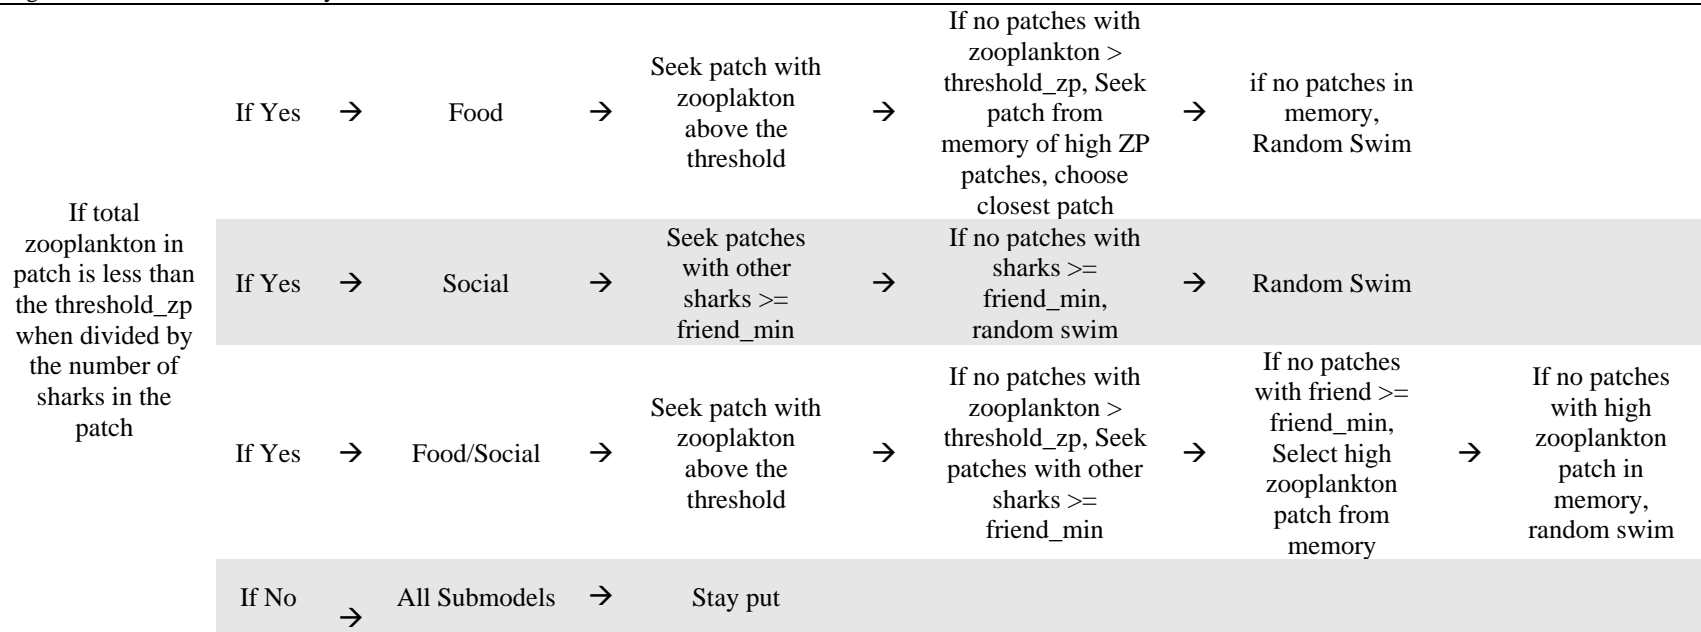 If total
zooplankton in
patch is less than
the threshold_zp
when divided by
the number of
sharks in the
patch
If Yes → Food →
Seek patch with
zooplakton
above the
threshold
→
If no patches with
zooplankton >
threshold_zp, Seek
patch from
memory of high ZP
patches, choose
closest patch
→
if no patches in
memory,
Random Swim
If Yes → Social →
Seek patches
with other
sharks >=
friend_min
→
If no patches with
sharks >=
friend_min,
random swim
→
Random Swim
If Yes → Food/Social →
Seek patch with
zooplakton
above the
threshold
→
If no patches with
zooplankton >
threshold_zp, Seek
patches with other
sharks >=
friend_min
→
If no patches
with friend >=
friend_min,
Select high
zooplankton
patch from
memory
→
If no patches
with high
zooplankton
patch in
memory,
random swim
If No → All Submodels → Stay put